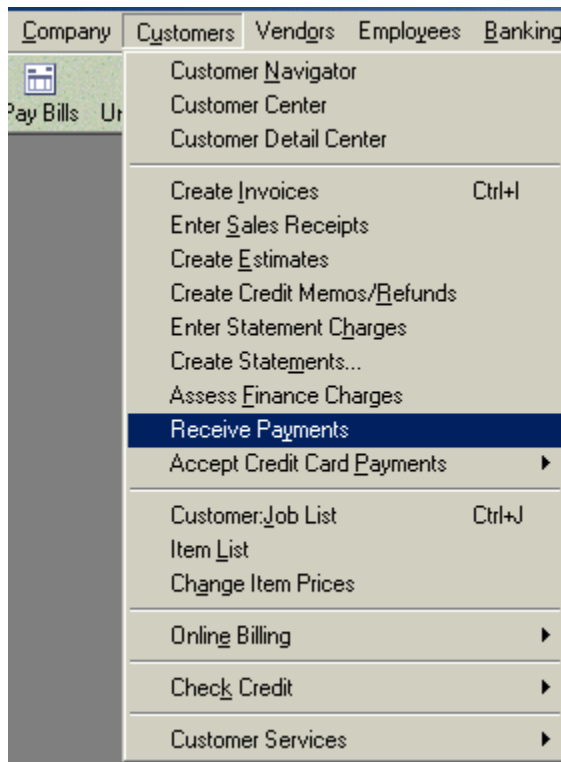 Company Customers Vendors Employees Banking
Pay Bills
Customer Navigator
Customer Center
Customer Detail Center
Create Invoices Ctrl+I
Enter Sales Receipts
Create Estimates
Create Credit Memos/Refunds
Enter Statement Charges
Create Statements...
Assess Finance Charges
Receive Payments
Accept Credit Card Payments
Customer:Job List Ctrl+J
Item List
Change Item Prices
Online Billing
Check Credit
Customer Services